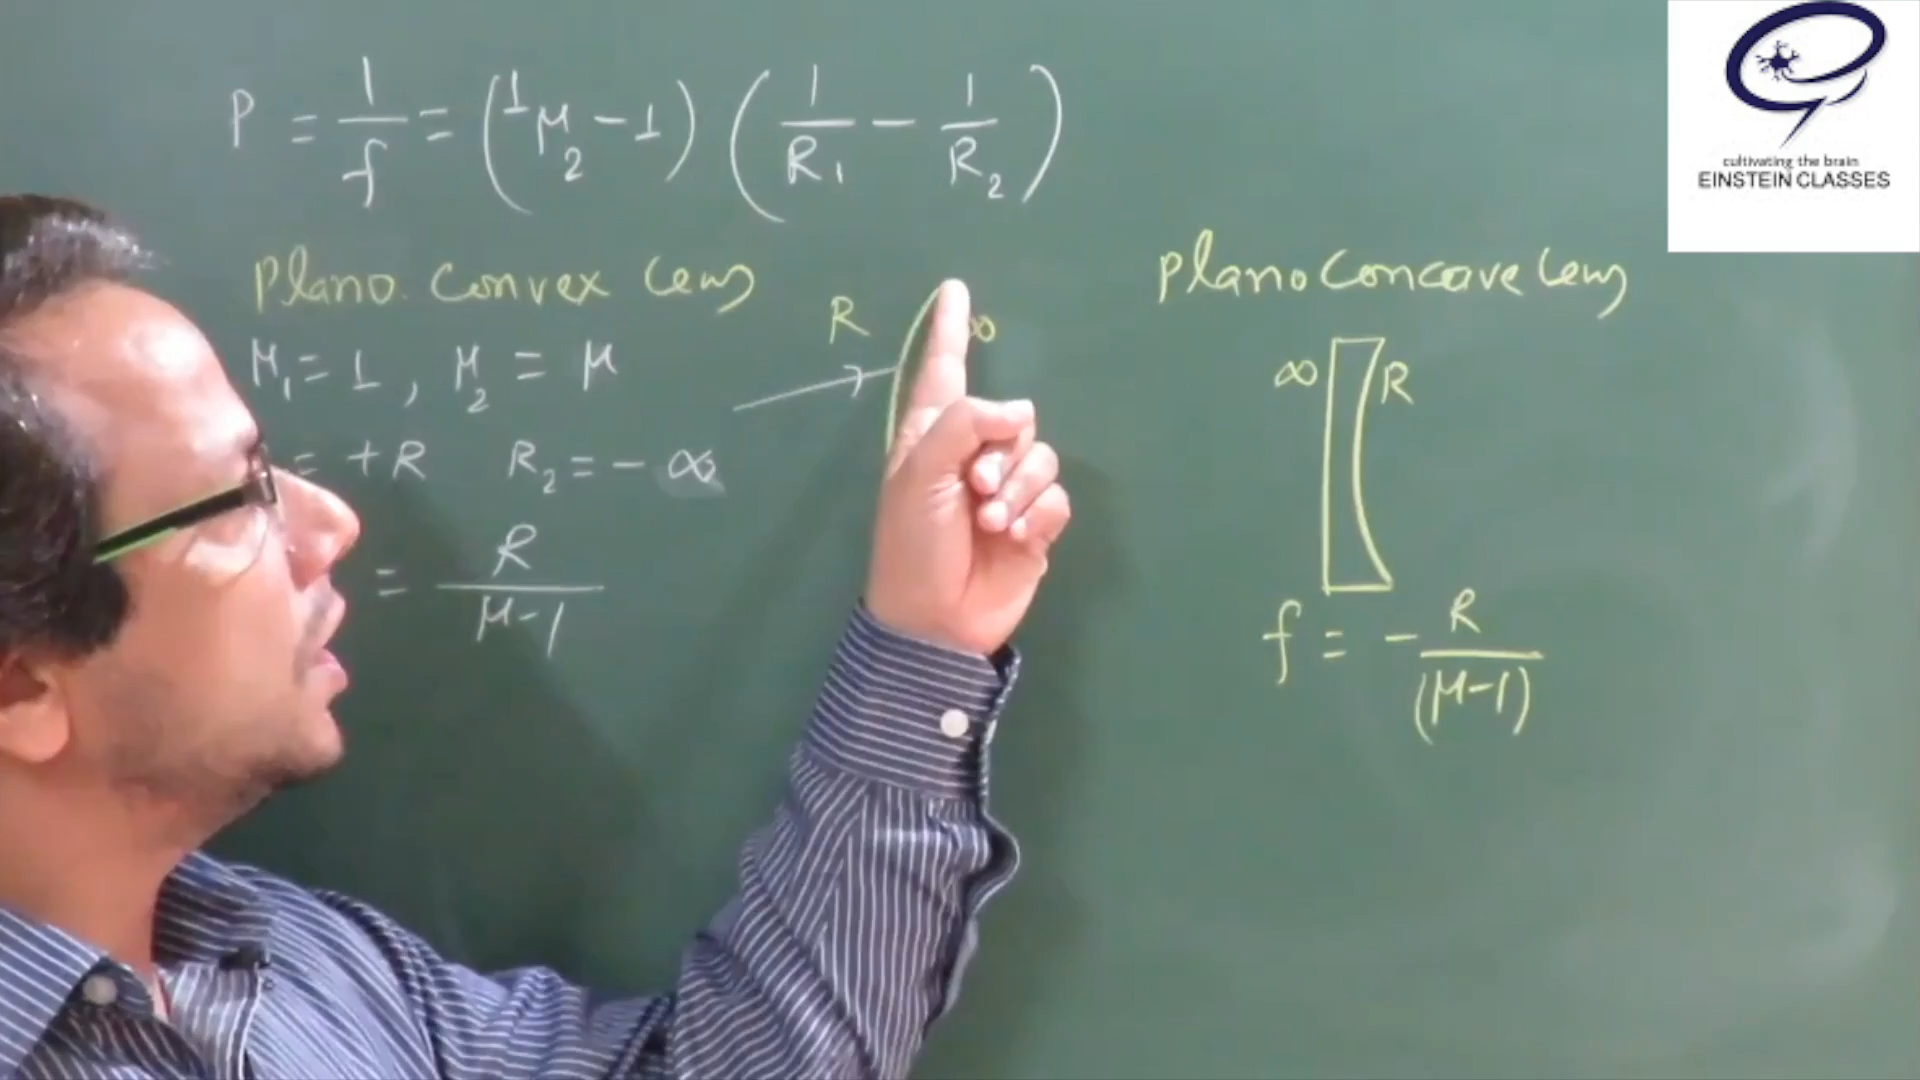 P = 1/f = (¹μ₂ - 1) (1/R₁ - 1/R₂)
Plano. Convex Lens
μ₁ = 1, μ₂ = μ
= +R R₂ = - ∞
= R/μ-1
R ∞
Plano Concave Lens
∞ R
f = - R/(μ-1)
cultivating the brain
EINSTEIN CLASSES